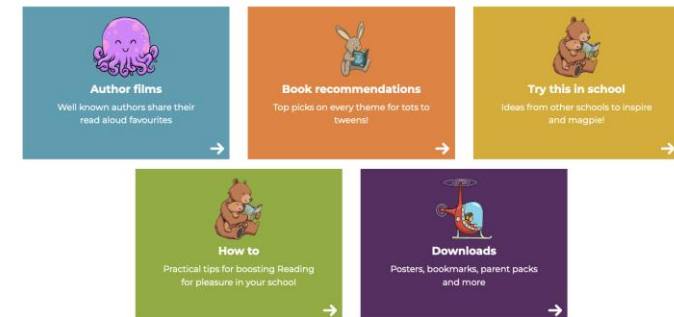 Author films
Well known authors share their
read aloud favourites
Book recommendations
Top picks on every theme for tots to
tweens!
Try this in school
Ideas from other schools to inspire
and magpie!
How to
Practical tips for boosting Reading
for pleasure in your school
Downloads
Posters, bookmarks, parent packs
and more